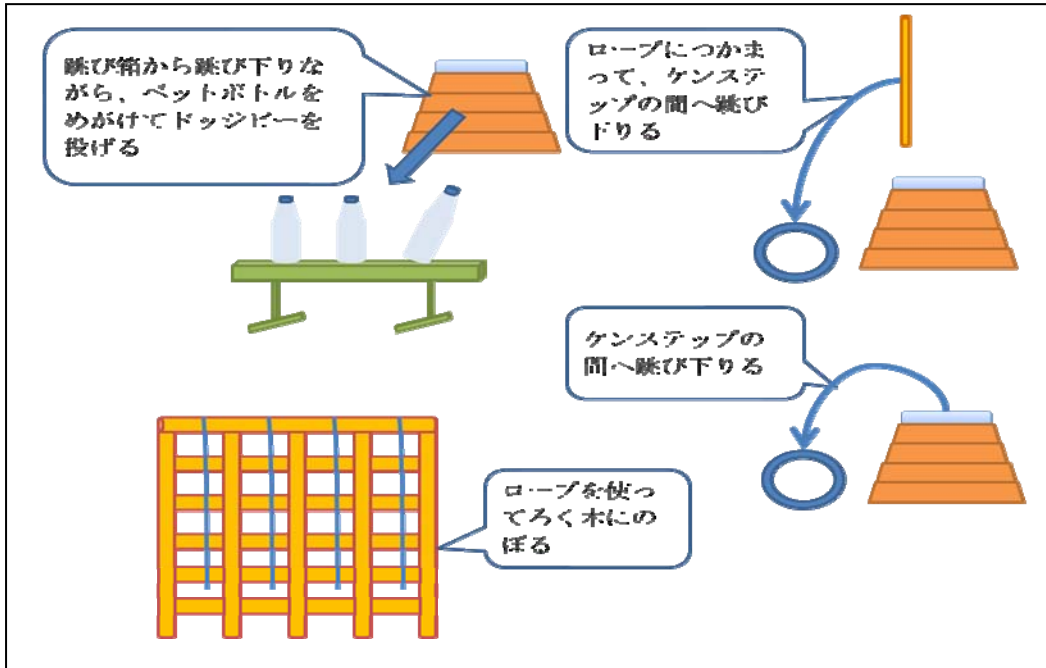 跳び箱から跳び下りな
がら、ペットボトルを
めがけてドッジビーを
投げる
ロープにつかま
って、ケンステ
ップの間へ跳び
下りる
ケンステップの
間へ跳び下りる
ロープを使っ
てろく木にの
ぼる